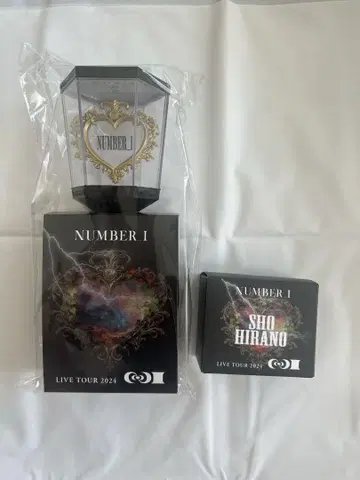 NUMBER_I
NUMBER I
LIVE TOUR 2024
NUMBER I
SHO
HIRANO
LIVE TOUR 2024